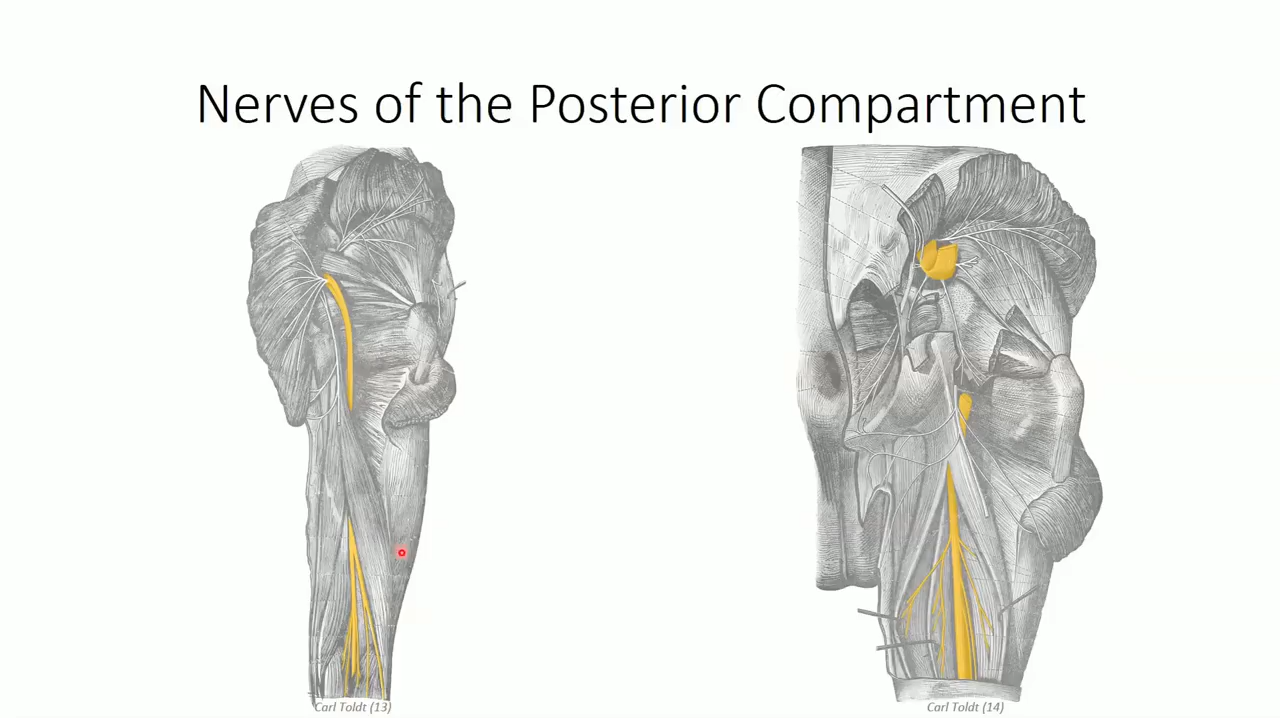 Nerves of the Posterior Compartment
Carl Toldt (13)
Carl Toldt (14)